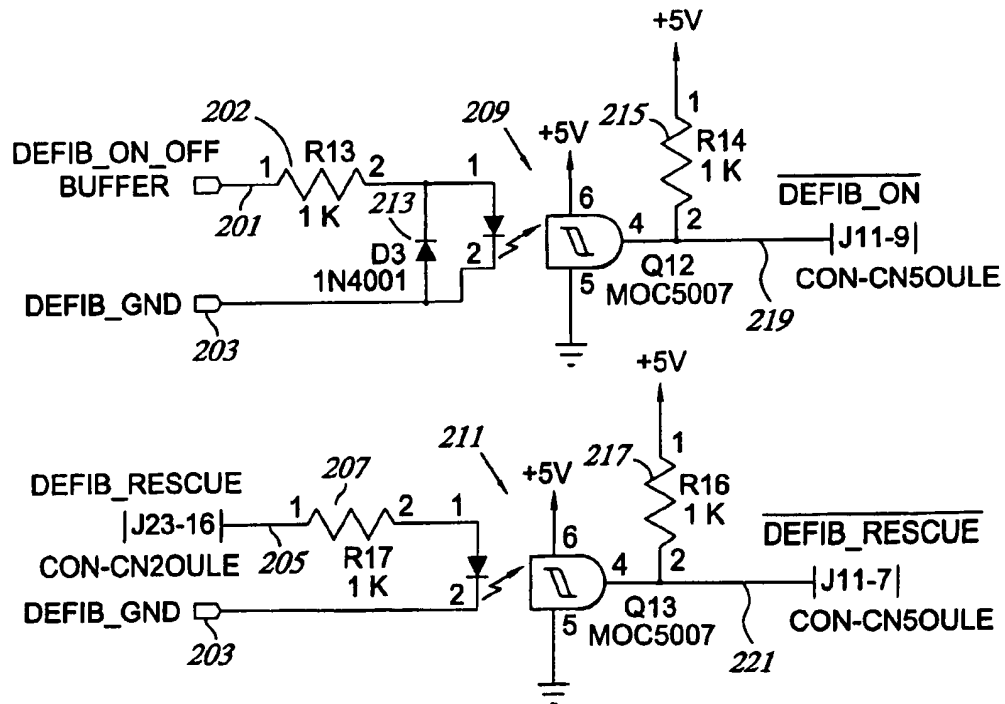 +5V
202
209
+5V
215
1
R14
1 K
2
DEFIB_ON_OFF
BUFFER
1
R13
2
1 K
201
213
D3
1N4001
1
2
6
4
5
Q12
MOC5007
DEFIB_ON
J11-9
CON-CN5OULE
219
DEFIB_GND
203
+5V
211
+5V
217
1
R16
1 K
2
DEFIB_RESCUE
J23-16
CON-CN2OULE
205
207
1
2
R17
1 K
1
2
6
4
5
Q13
MOC5007
DEFIB_RESCUE
J11-7
CON-CN5OULE
221
DEFIB_GND
203